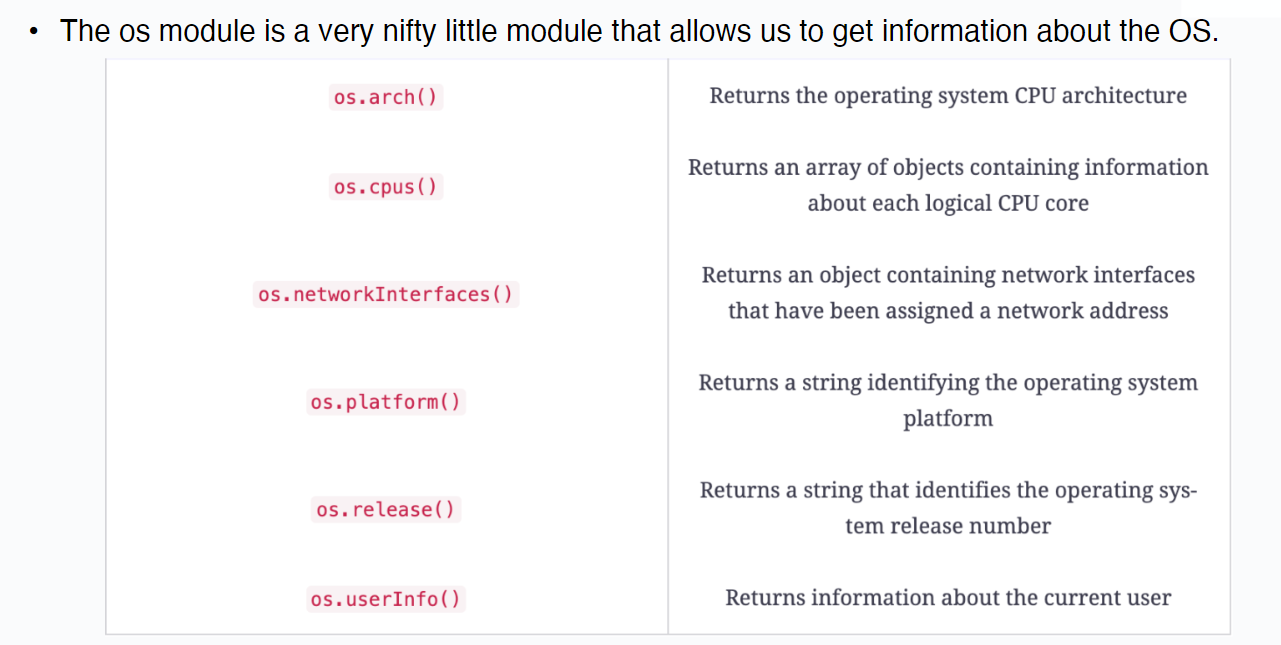 • The os module is a very nifty little module that allows us to get information about the OS.
os.arch()
Returns the operating system CPU architecture
os.cpus()
Returns an array of objects containing information
about each logical CPU core
os.networkInterfaces()
Returns an object containing network interfaces
that have been assigned a network address
os.platform()
Returns a string identifying the operating system
platform
os.release()
Returns a string that identifies the operating sys-
tem release number
os.userInfo()
Returns information about the current user